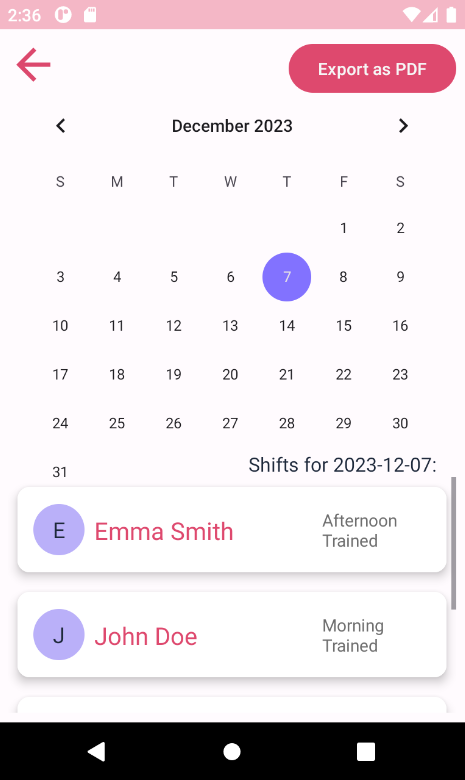 2:36
Export as PDF
December 2023
S M T W T F S
1 2
3 4 5 6 7 8 9
10 11 12 13 14 15 16
17 18 19 20 21 22 23
24 25 26 27 28 29 30
31
Shifts for 2023-12-07:
E Emma Smith Afternoon
Trained
J John Doe Morning
Trained